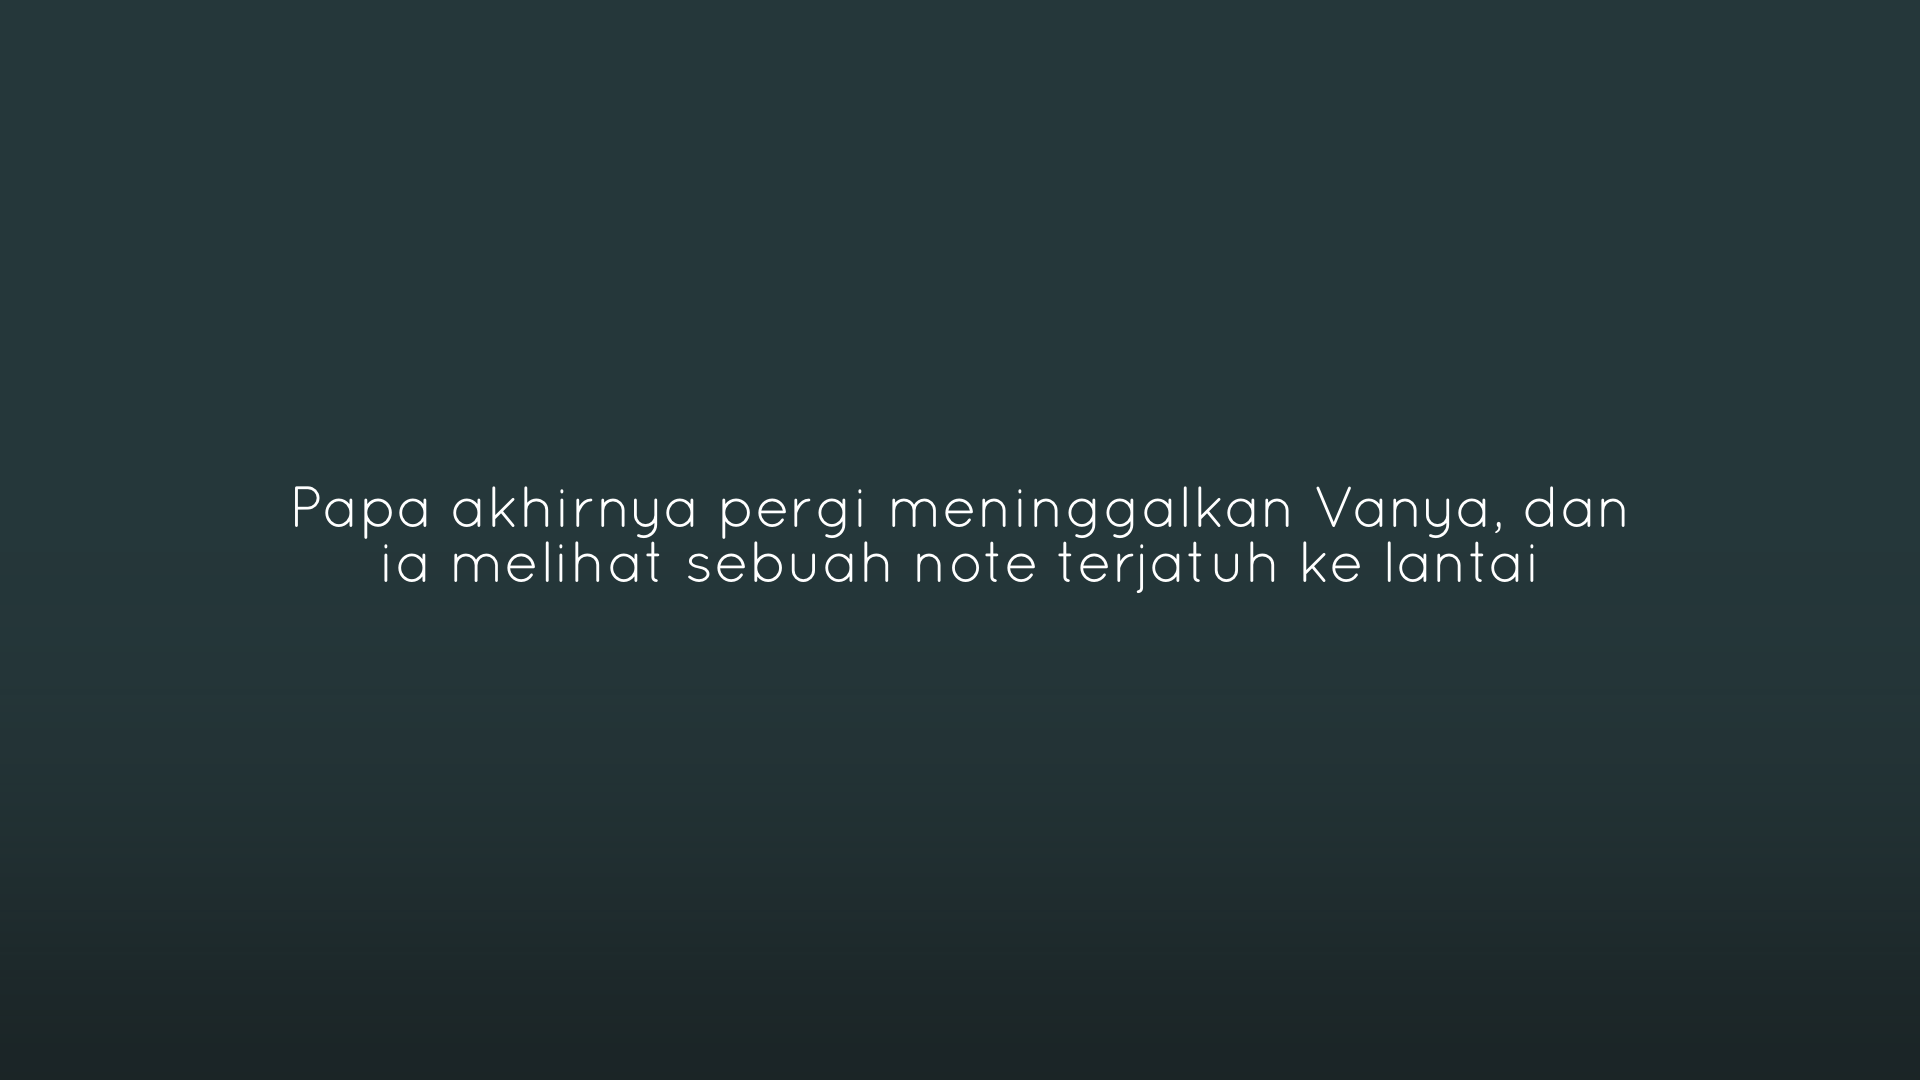 Papa akhirnya pergi meninggalkan Vanya, dan
ia melihat sebuah note terjatuh ke lantai